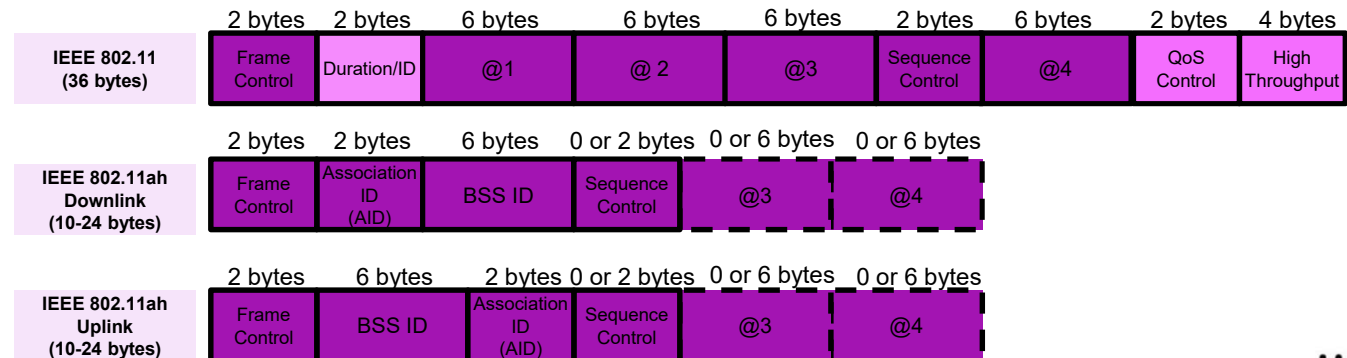 2 bytes 2 bytes 6 bytes 6 bytes 6 bytes 2 bytes 6 bytes 2 bytes 4 bytes
IEEE 802.11
(36 bytes)
Frame
Control
Duration/ID
@1
@ 2
@3
Sequence
Control
@4
QoS
Control
High
Throughput
2 bytes 2 bytes 6 bytes 0 or 2 bytes 0 or 6 bytes 0 or 6 bytes
IEEE 802.11ah
Downlink
(10-24 bytes)
Frame
Control
Association
ID
(AID)
BSS ID
Sequence
Control
@3
@4
2 bytes 6 bytes 2 bytes 0 or 2 bytes 0 or 6 bytes 0 or 6 bytes
IEEE 802.11ah
Uplink
(10-24 bytes)
Frame
Control
BSS ID
Association
ID
(AID)
Sequence
Control
@3
@4